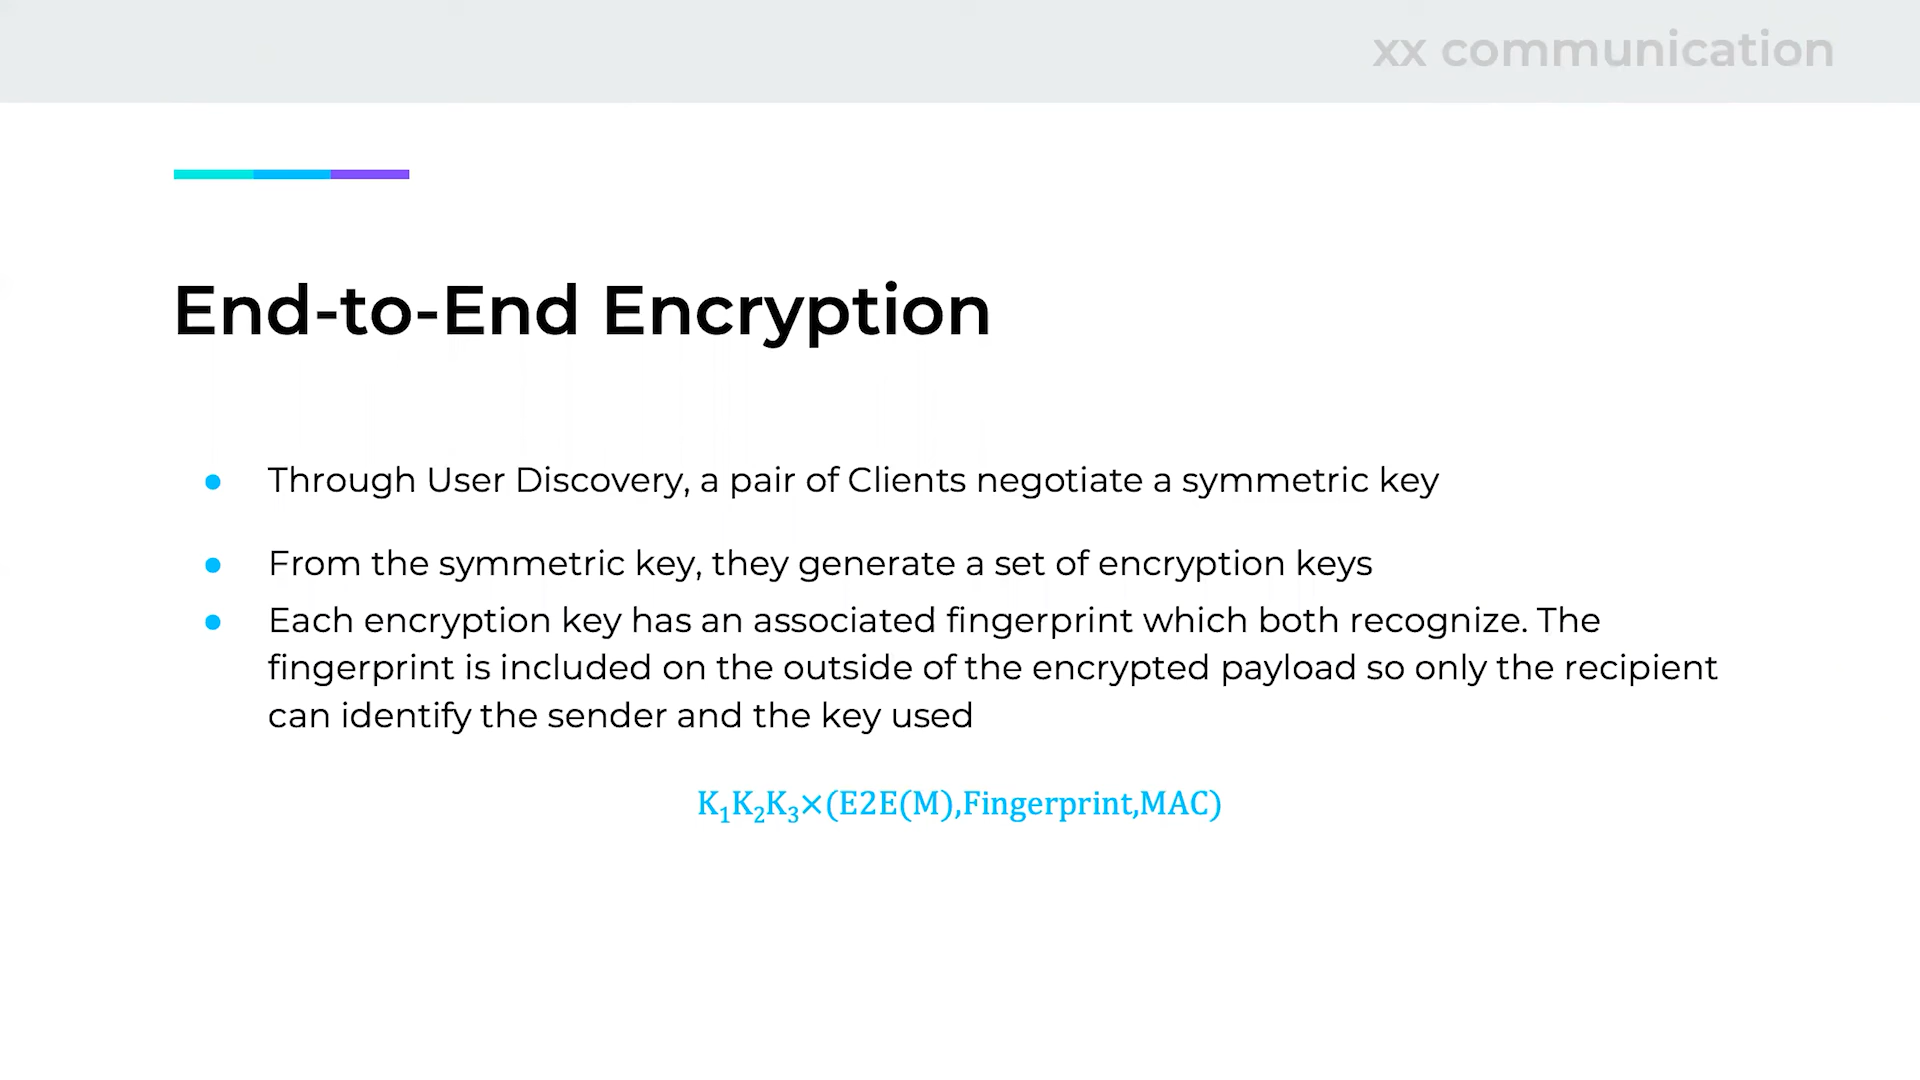 xx communication
End-to-End Encryption
● Through User Discovery, a pair of Clients negotiate a symmetric key
● From the symmetric key, they generate a set of encryption keys
● Each encryption key has an associated fingerprint which both recognize. The
fingerprint is included on the outside of the encrypted payload so only the recipient
can identify the sender and the key used
K₁K₂K₃×(E2E(M),Fingerprint,MAC)